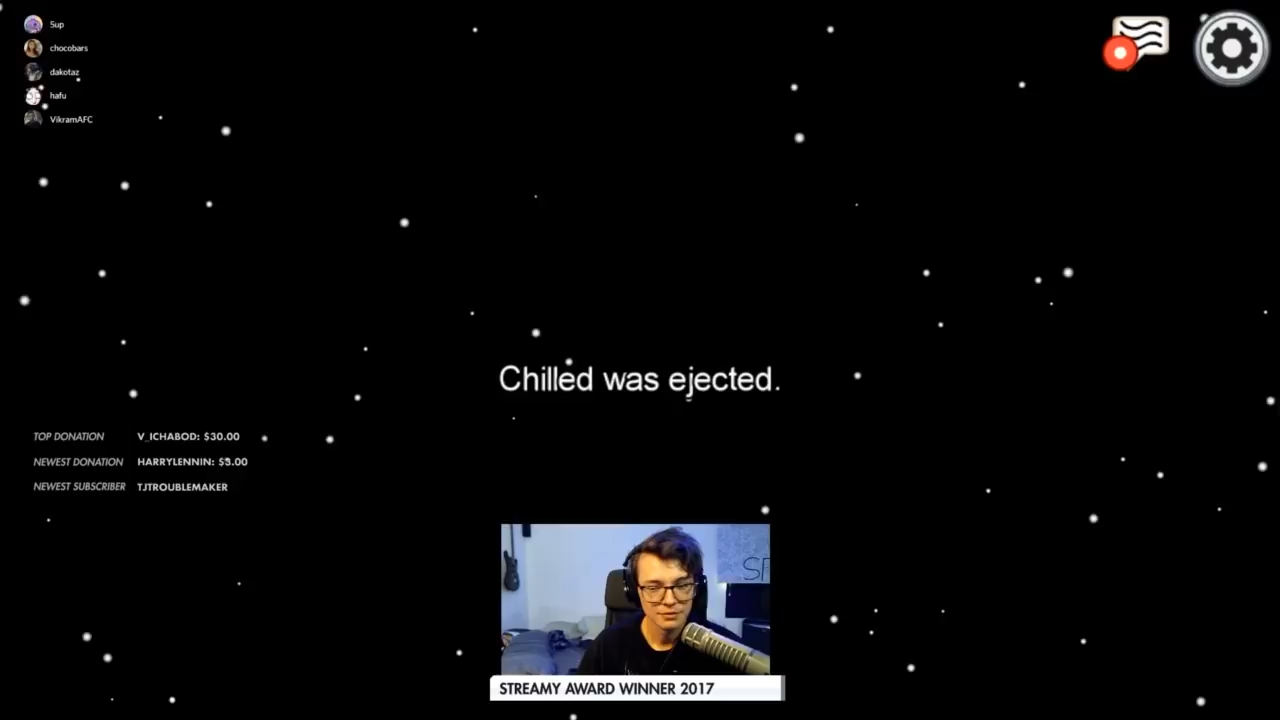 5up
chocobars
dakotaz
hafu
VikramAFC
Chilled was ejected.
TOP DONATION V_ICHABOD: $30.00
NEWEST DONATION HARRYLENNIN: $3.00
NEWEST SUBSCRIBER TJTROUBLEMAKER
SF
STREAMY AWARD WINNER 2017